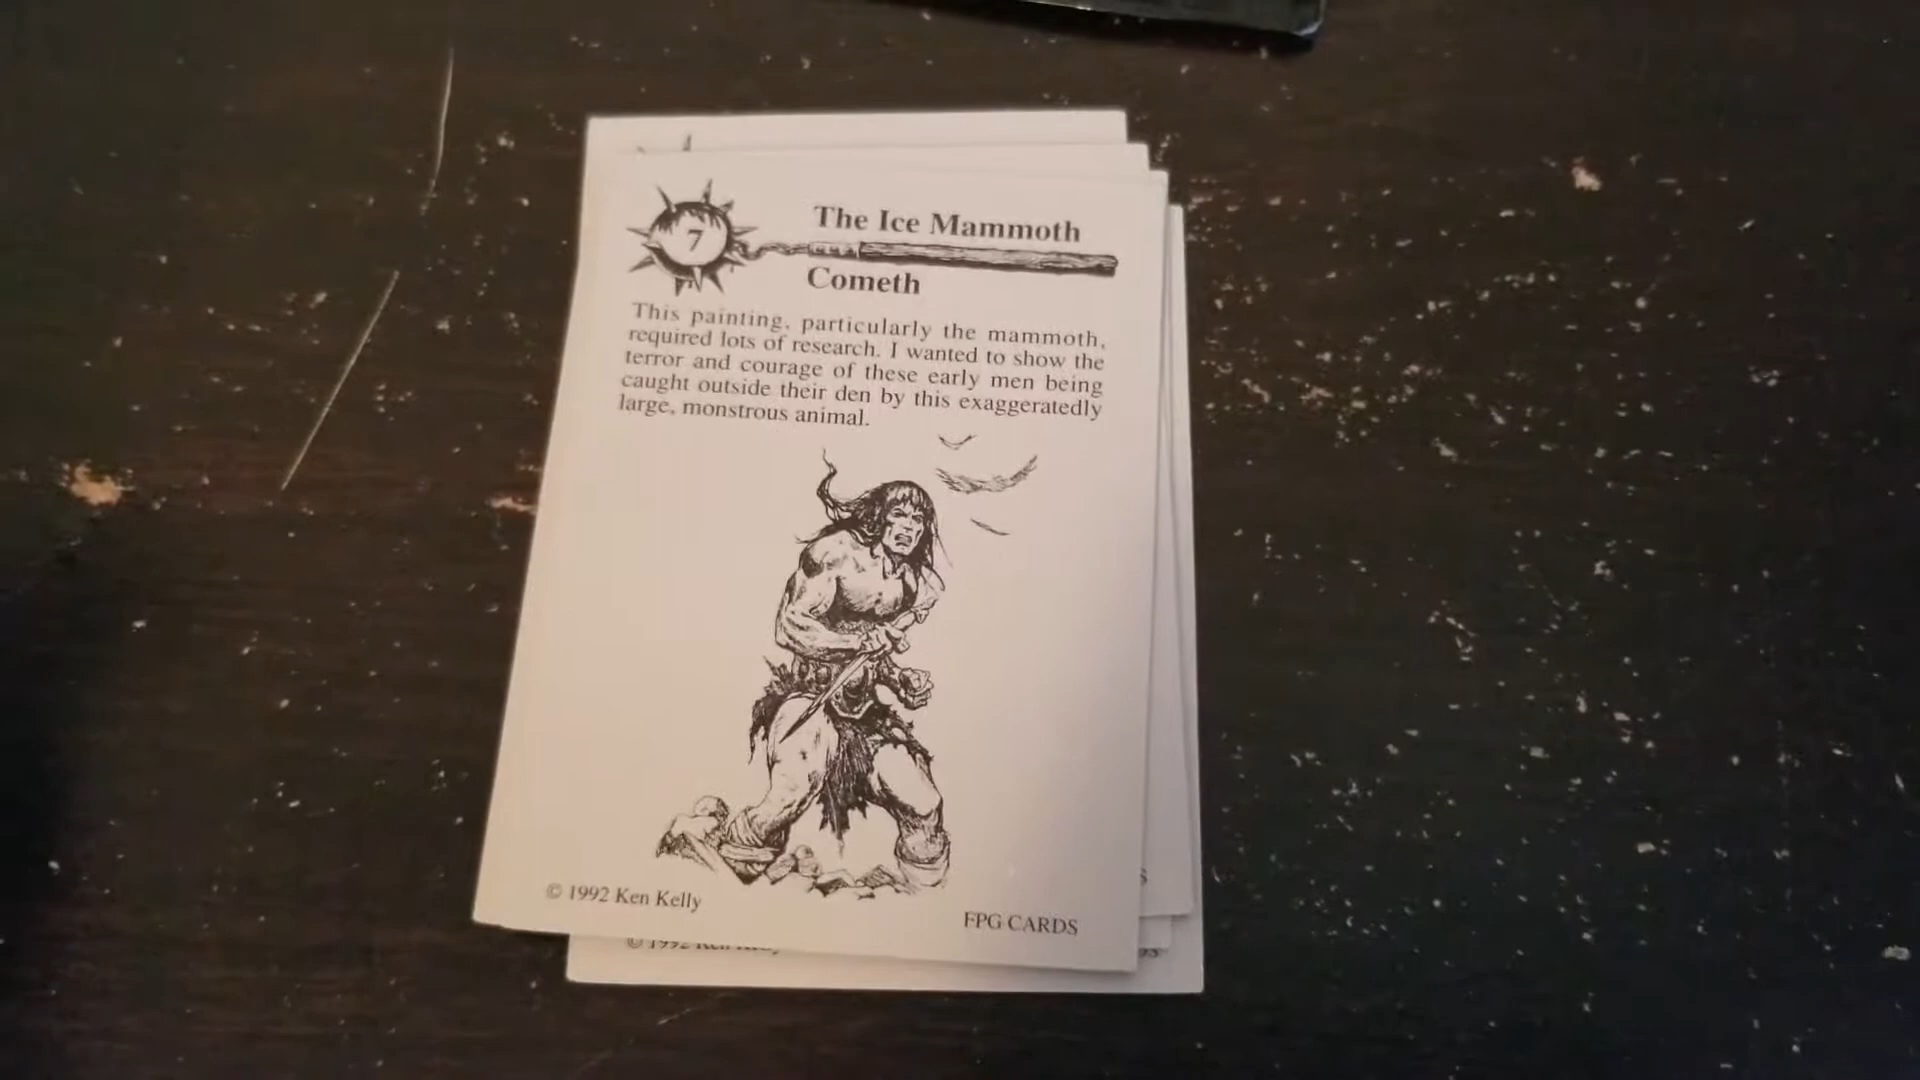 7
The Ice Mammoth
Cometh
This painting, particularly the mammoth,
required lots of research. I wanted to show the
terror and courage of these early men being
caught outside their den by this exaggeratedly
large, monstrous animal.
© 1992 Ken Kelly
FPG CARDS
S
© 1992 Ken